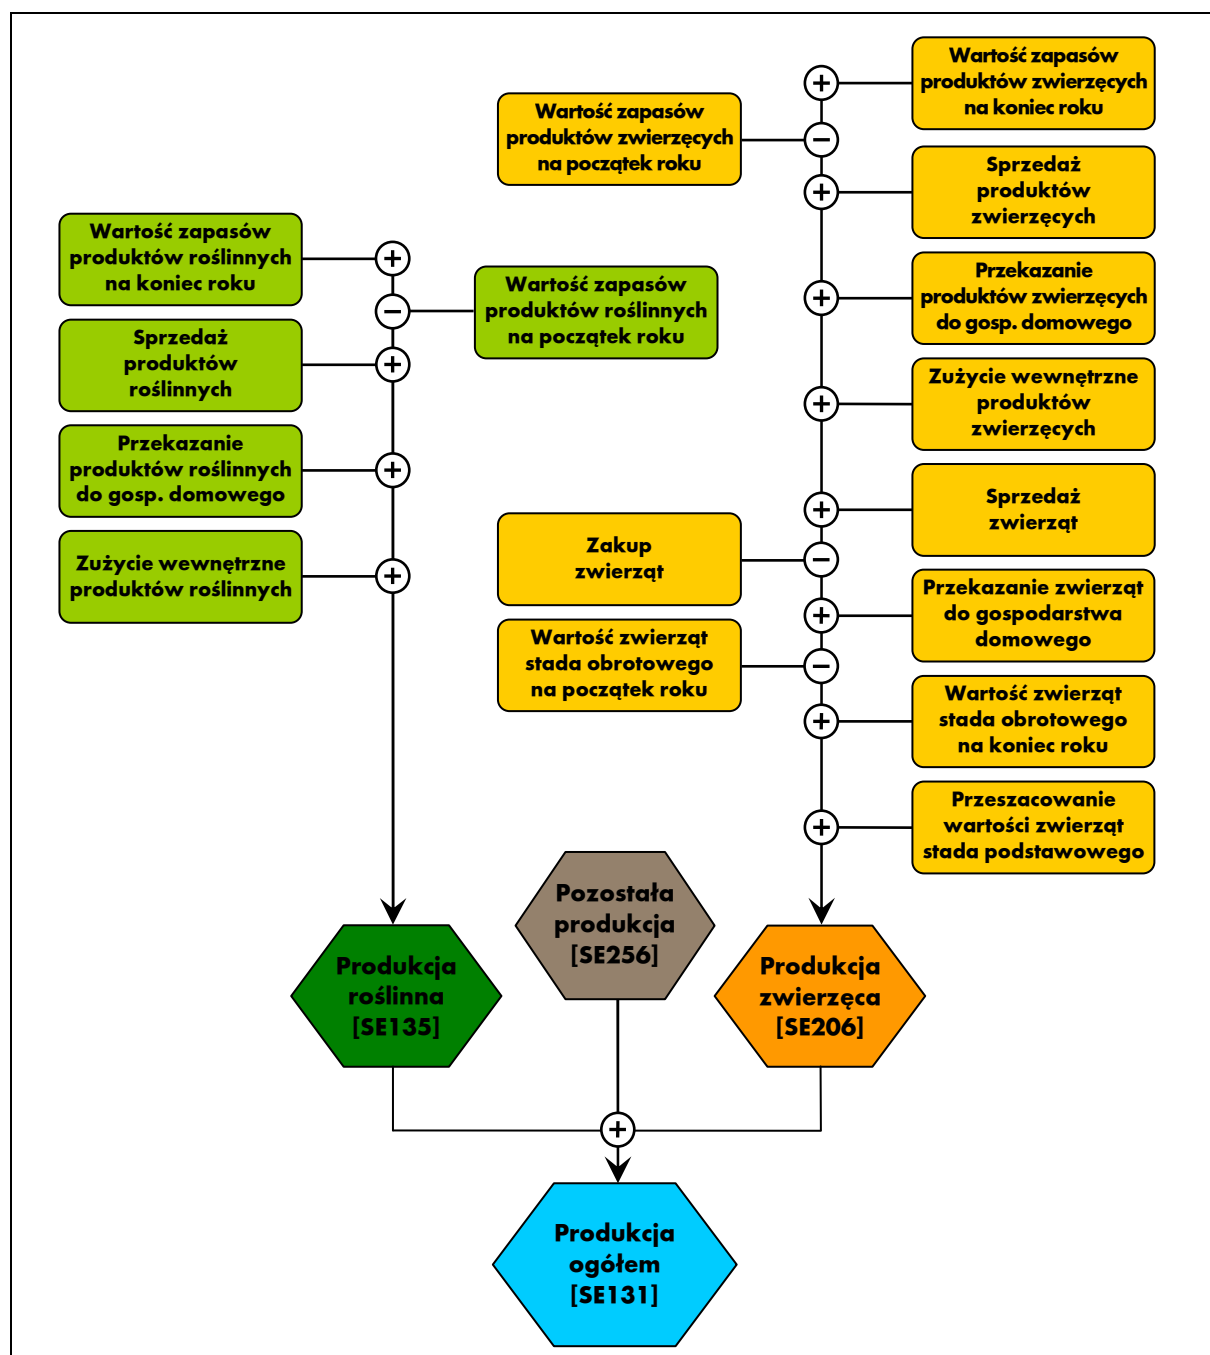 Wartość zapasów
produktów roślinnych
na koniec roku
Sprzedaż
produktów
roślinnych
Przekazanie
produktów roślinnych
do gosp. domowego
Zużycie wewnętrzne
produktów roślinnych
+
−
+
+
+
Wartość zapasów
produktów roślinnych
na początek roku
Wartość zapasów
produktów zwierzęcych
na początek roku
Zakup
zwierząt
Wartość zwierząt
stada obrotowego
na początek roku
+
−
+
+
+
+
−
+
−
+
+
Wartość zapasów
produktów zwierzęcych
na koniec roku
Sprzedaż
produktów
zwierzęcych
Przekazanie
produktów zwierzęcych
do gosp. domowego
Zużycie wewnętrzne
produktów
zwierzęcych
Sprzedaż
zwierząt
Przekazanie zwierząt
do gospodarstwa
domowego
Wartość zwierząt
stada obrotowego
na koniec roku
Przeszacowanie
wartości zwierząt
stada podstawowego
Produkcja
roślinna
[SE135]
Pozostała
produkcja
[SE256]
Produkcja
zwierzęca
[SE206]
+
Produkcja
ogółem
[SE131]